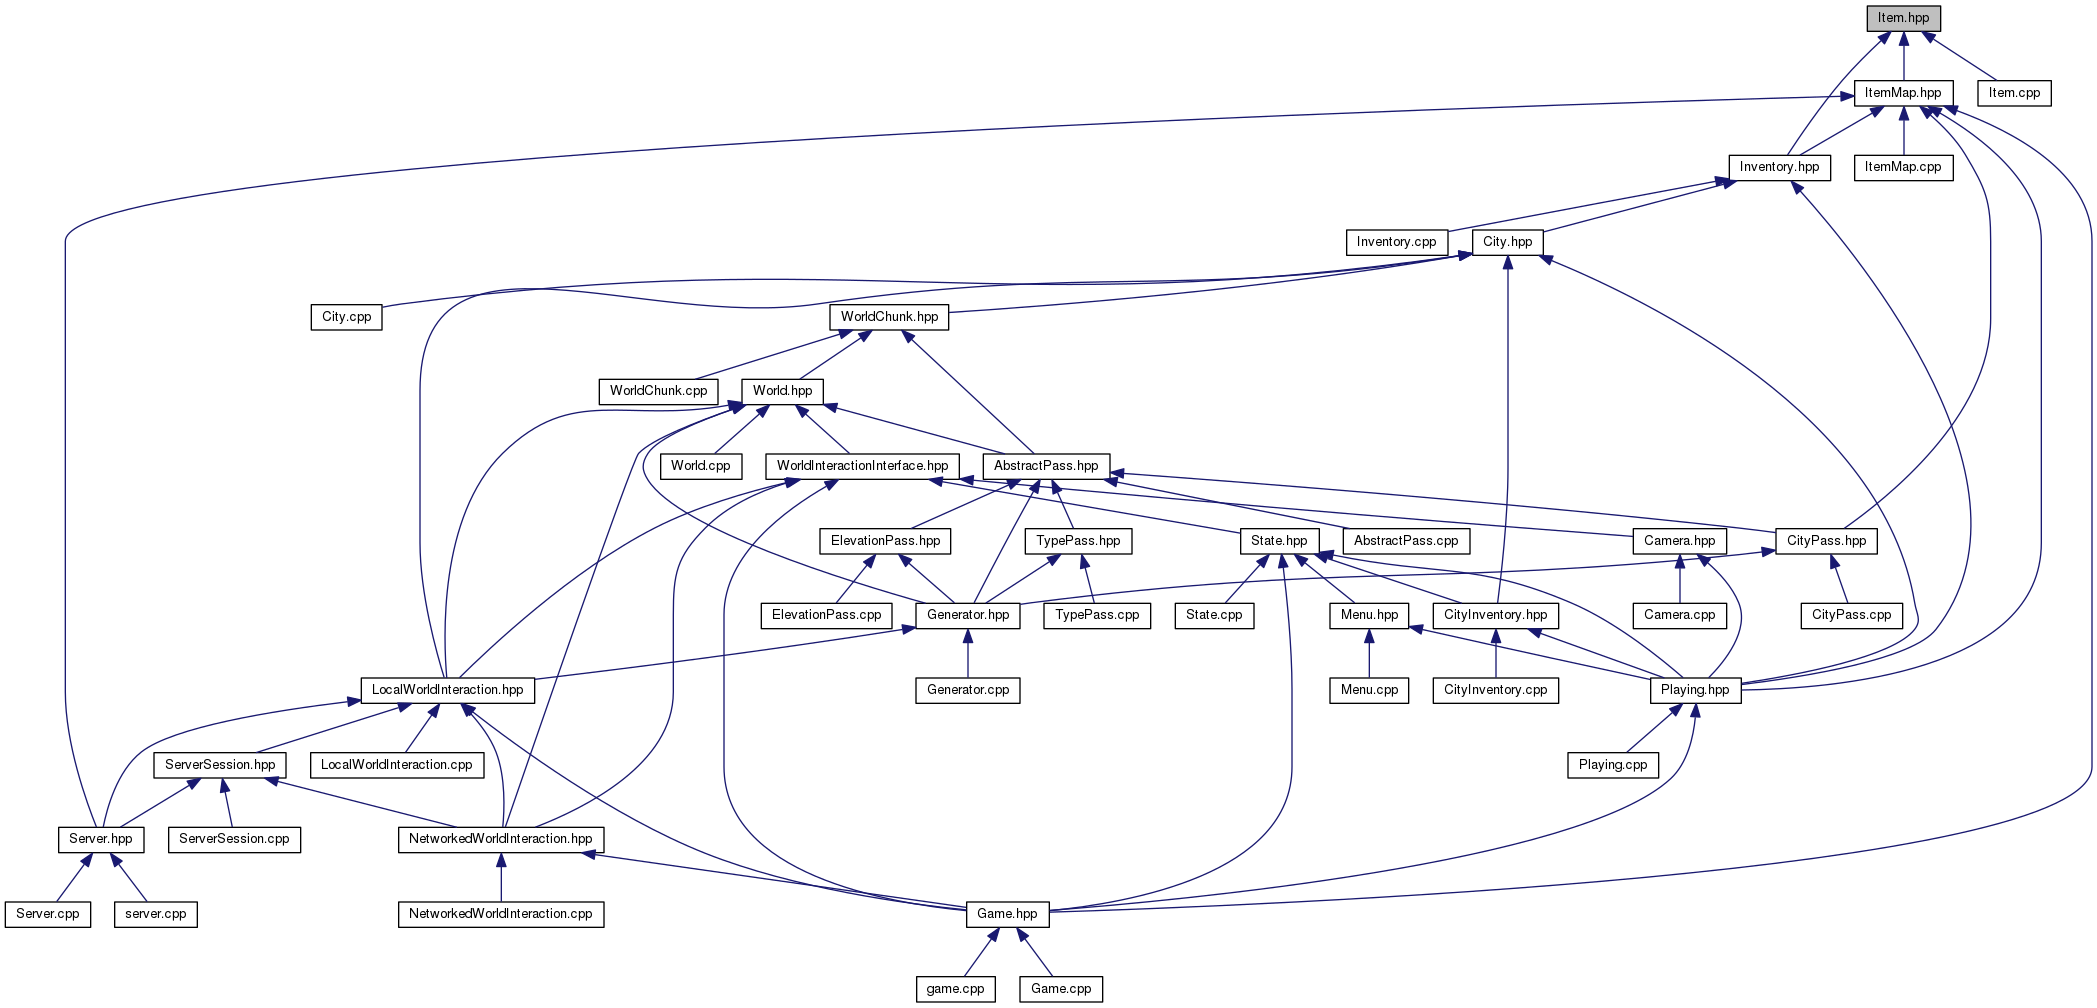 Item.hpp
ItemMap.hpp
Item.cpp
Inventory.hpp
ItemMap.cpp
Inventory.cpp
City.hpp
City.cpp
WorldChunk.hpp
WorldChunk.cpp
World.hpp
World.cpp
WorldInteractionInterface.hpp
AbstractPass.hpp
ElevationPass.hpp
TypePass.hpp
State.hpp
AbstractPass.cpp
Camera.hpp
CityPass.hpp
ElevationPass.cpp
Generator.hpp
TypePass.cpp
State.cpp
Menu.hpp
CityInventory.hpp
Camera.cpp
CityPass.cpp
LocalWorldInteraction.hpp
Generator.cpp
Menu.cpp
CityInventory.cpp
Playing.hpp
ServerSession.hpp
LocalWorldInteraction.cpp
Playing.cpp
Server.hpp
ServerSession.cpp
NetworkedWorldInteraction.hpp
Server.cpp
server.cpp
NetworkedWorldInteraction.cpp
Game.hpp
game.cpp
Game.cpp